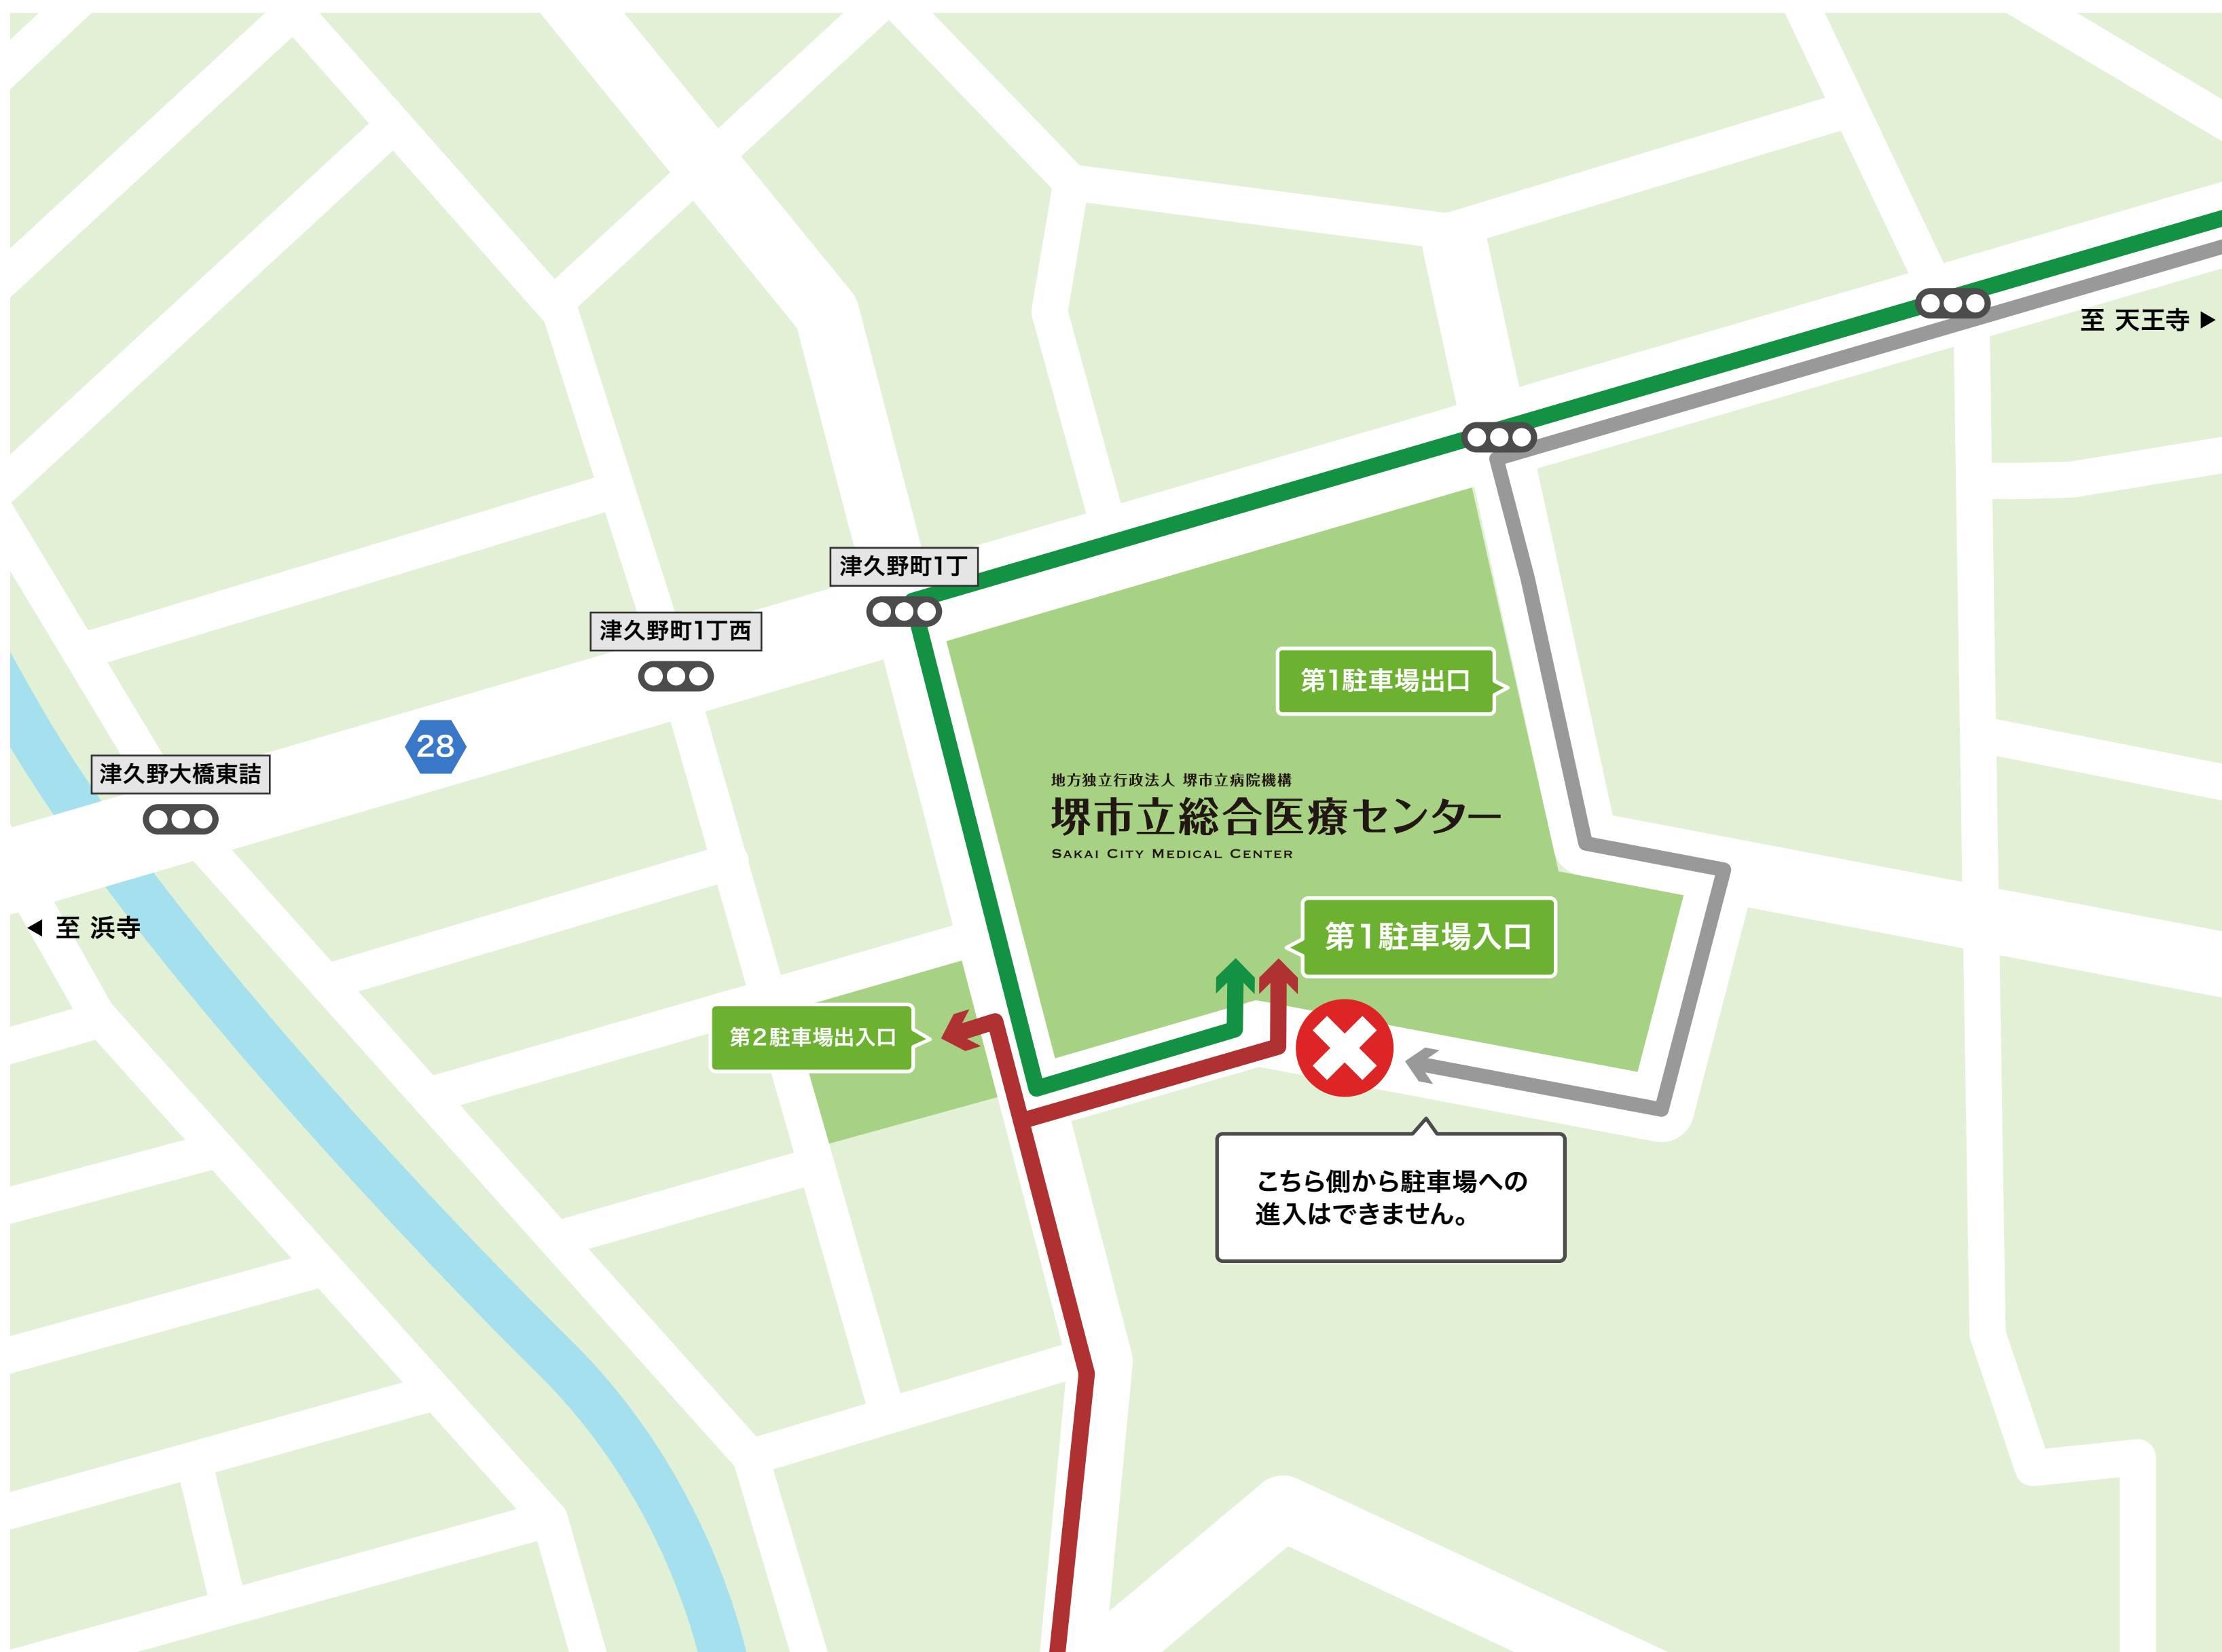 至 天王寺
津久野町1丁
津久野町1丁西
第1駐車場出口
28
津久野大橋東詰
地方独立行政法人 堺市立病院機構
堺市立総合医療センター
SAKAI CITY MEDICAL CENTER
至 浜寺
第1駐車場入口
第2駐車場出入口
こちら側から駐車場への
進入はできません。